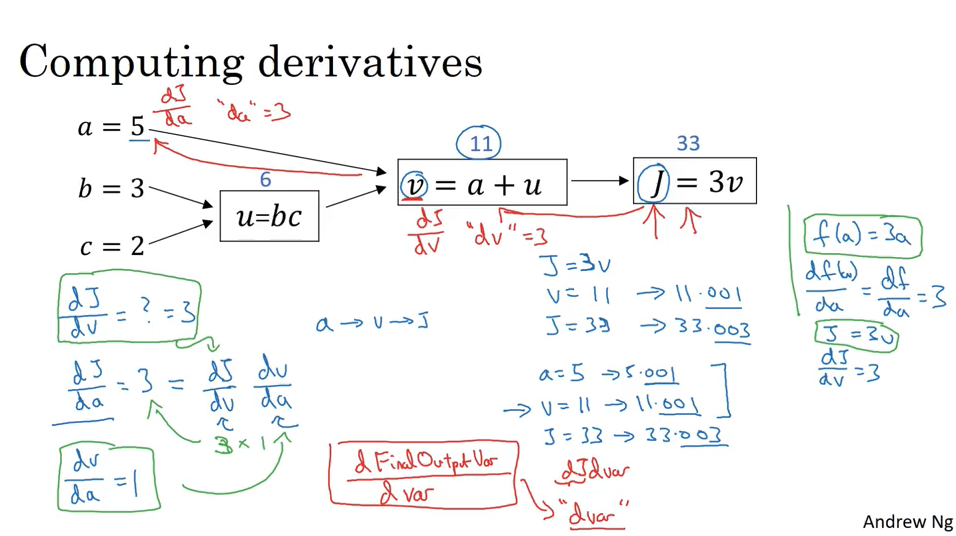 Computing derivatives
dJ/da "da" = 3
a = 5
b = 3
c = 2
6
u=bc
11
v = a + u
33
J = 3v
dJ/dv "dv" = 3
f(a) = 3a
df(a)/da = df/da = 3
J = 3v
dJ/dv = 3
J = 3v
v = 11 → 11.001
J = 33 → 33.003
dJ/dv = ? = 3
a → v → J
dJ/da = 3 = dJ/dv dv/da
3 × 1
dv/da = 1
a = 5 → 5.001
→ v = 11 → 11.001
J = 33 → 33.003
d FinalOutputVar
d var
dJdvar
"dvar"
Andrew Ng